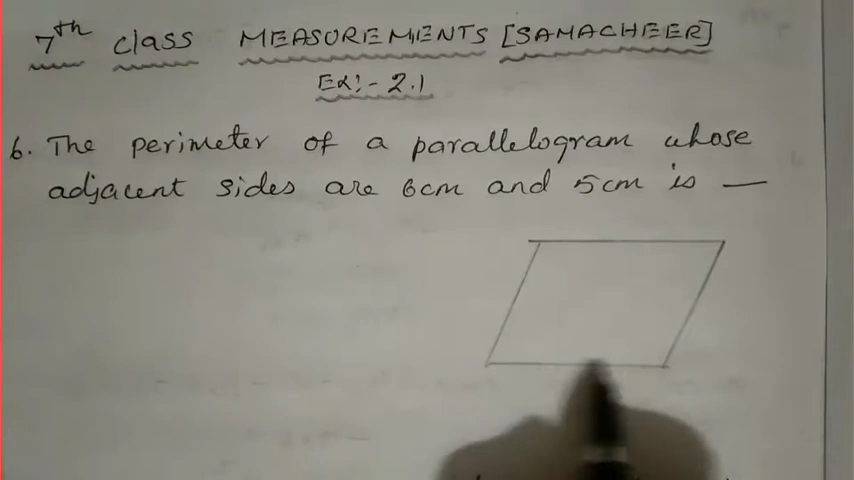 7th class MEASUREMENTS [SAMACHEER]
Ex:- 2.1
6. The perimeter of a parallelogram whose
adjacent sides are 6cm and 5cm is —